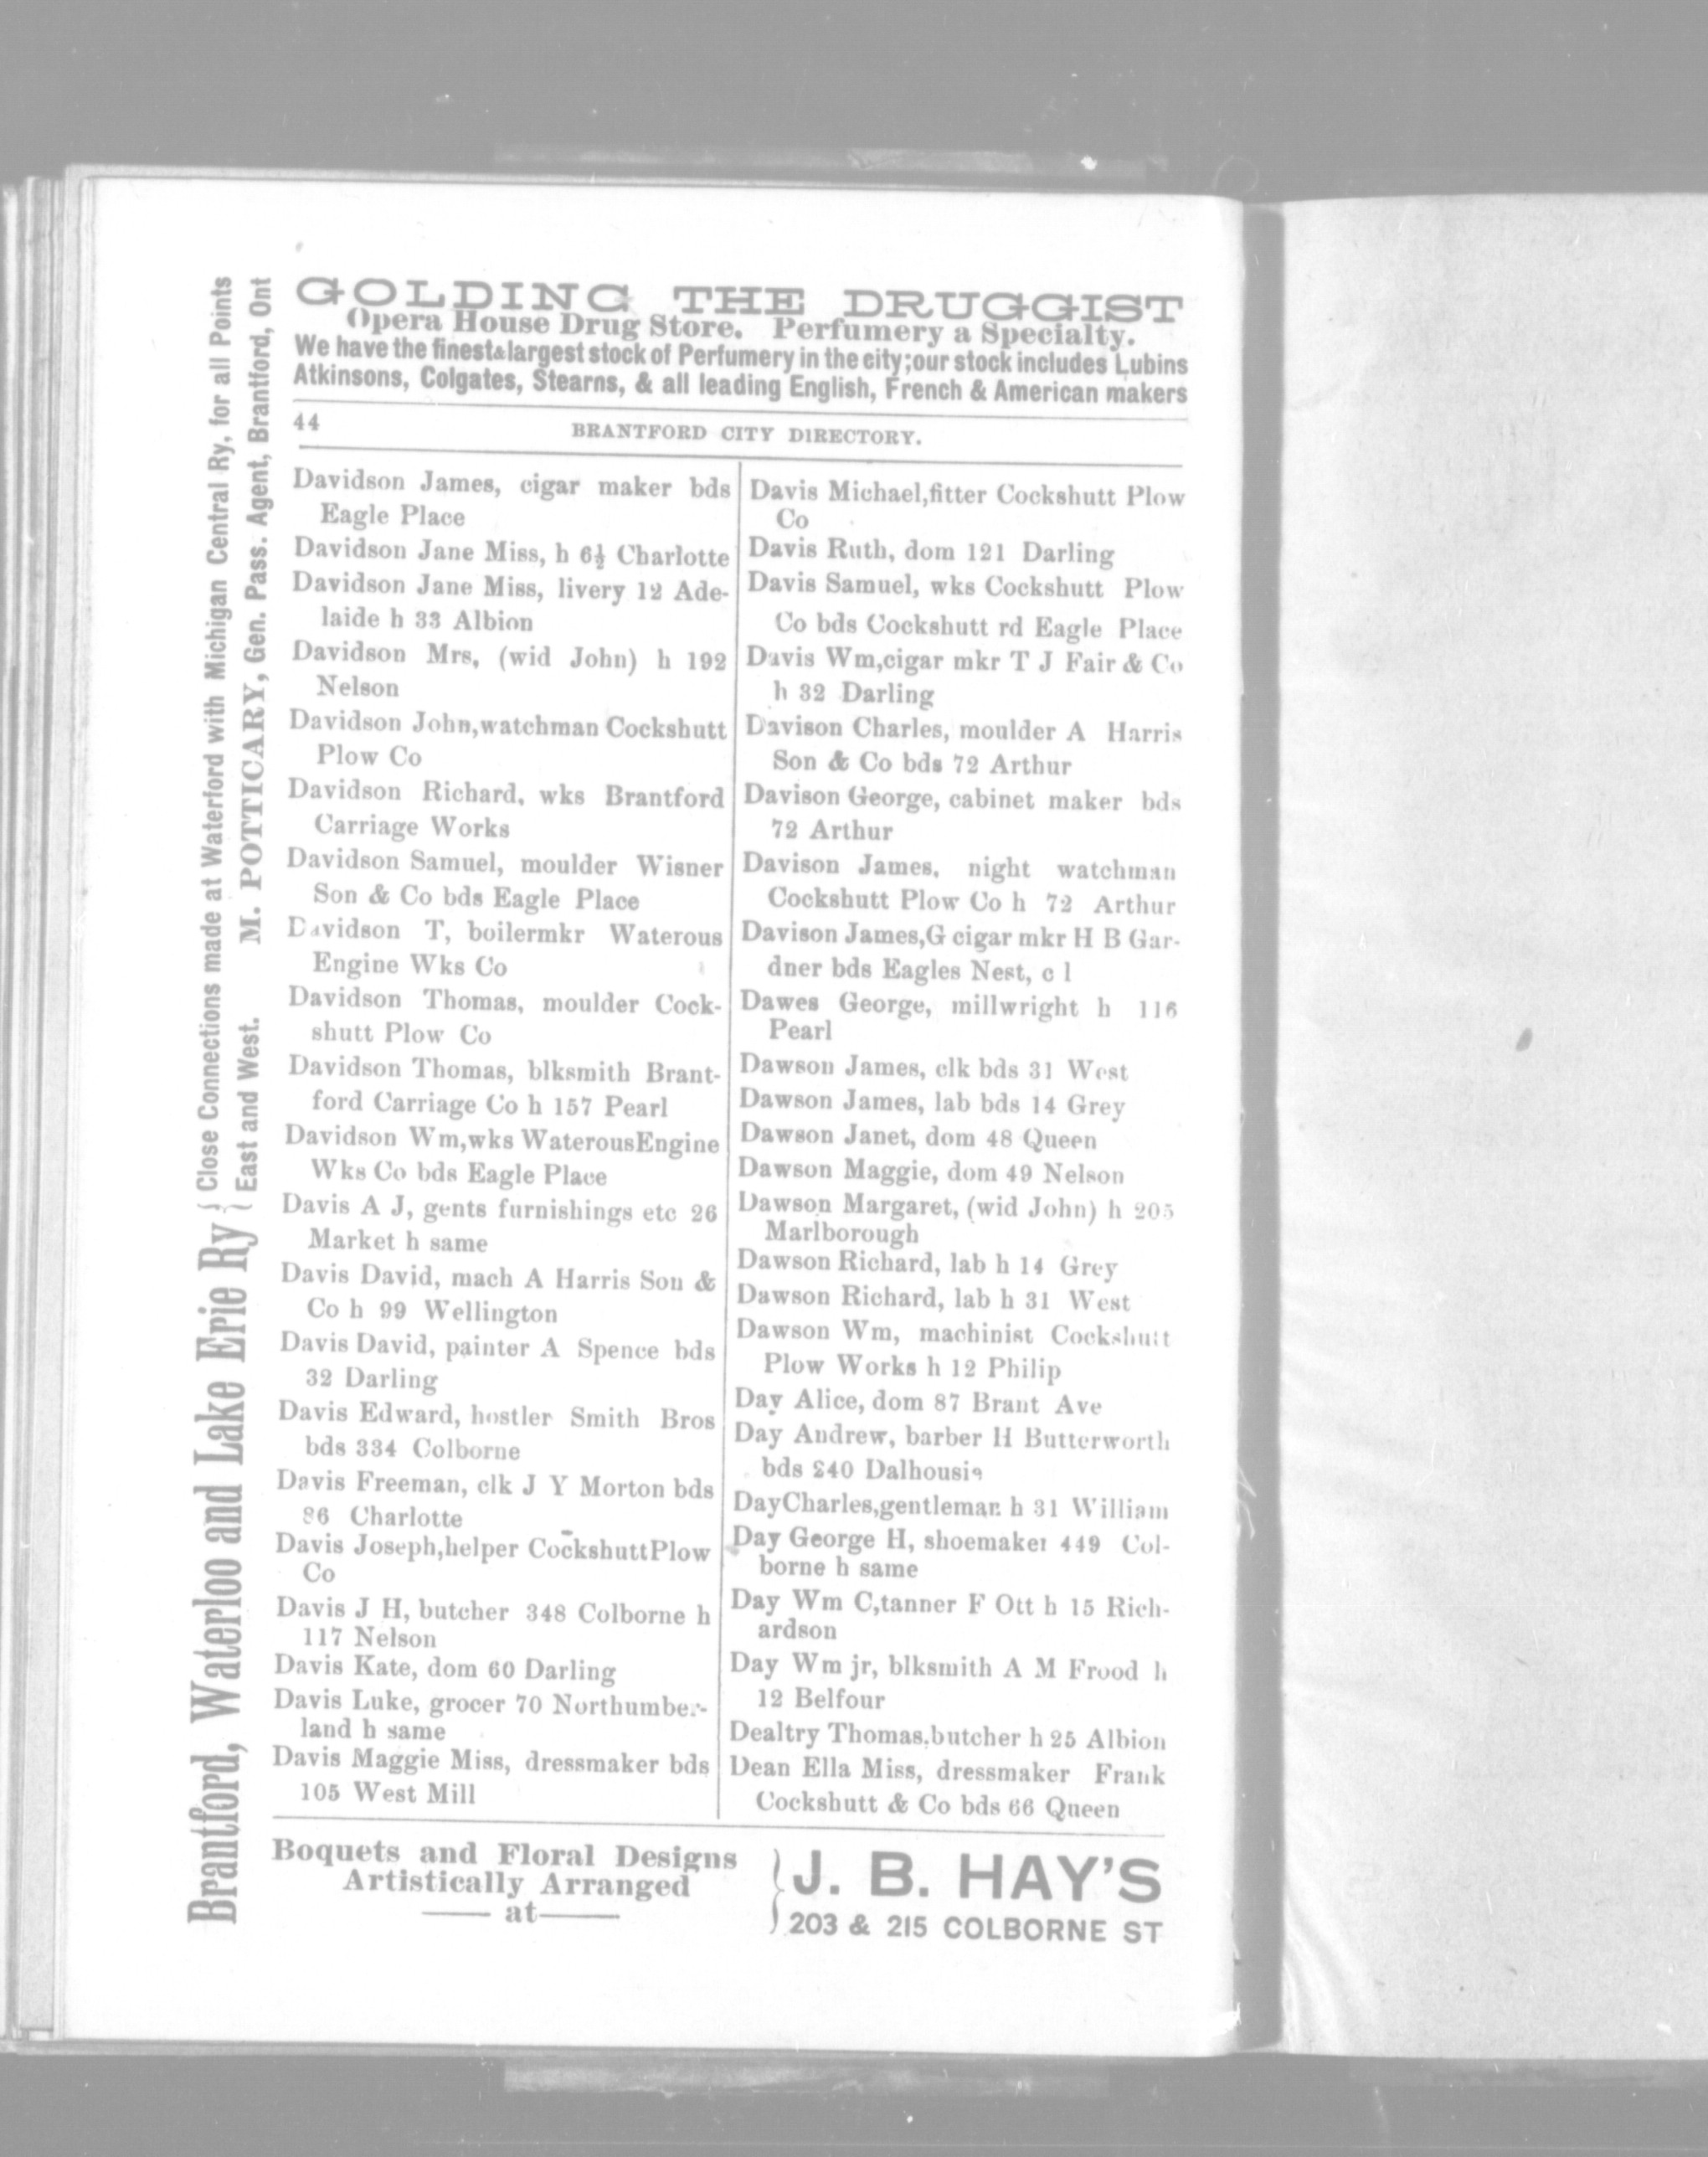 GOLDING THE DRUGGIST
Opera House Drug Store. Perfumery a Specialty.
We have the finest & largest stock of Perfumery in the city; our stock includes Lubins
Atkinsons, Colgates, Stearns, & all leading English, French & American makers
44
BRANTFORD CITY DIRECTORY.
Davidson James, cigar maker bds
Eagle Place
Davidson Jane Miss, h 6½ Charlotte
Davidson Jane Miss, livery 12 Ade-
laide h 33 Albion
Davidson Mrs, (wid John) h 192
Nelson
Davidson John,watchman Cockshutt
Plow Co
Davidson Richard, wks Brantford
Carriage Works
Davidson Samuel, moulder Wisner
Son & Co bds Eagle Place
Davidson T, boilermkr Waterous
Engine Wks Co
Davidson Thomas, moulder Cock-
shutt Plow Co
Davidson Thomas, blksmith Brant-
ford Carriage Co h 157 Pearl
Davidson Wm,wks WaterousEngine
Wks Co bds Eagle Place
Davis A J, gents furnishings etc 26
Market h same
Davis David, mach A Harris Son &
Co h 99 Wellington
Davis David, painter A Spence bds
32 Darling
Davis Edward, hostler Smith Bros
bds 334 Colborne
Davis Freeman, clk J Y Morton bds
86 Charlotte
Davis Joseph,helper CockshuttPlow
Co
Davis J H, butcher 348 Colborne h
117 Nelson
Davis Kate, dom 60 Darling
Davis Luke, grocer 70 Northumber-
land h same
Davis Maggie Miss, dressmaker bds
105 West Mill
Davis Michael,fitter Cockshutt Plow
Co
Davis Ruth, dom 121 Darling
Davis Samuel, wks Cockshutt Plow
Co bds Cockshutt rd Eagle Place
Davis Wm,cigar mkr T J Fair & Co
h 32 Darling
Davison Charles, moulder A Harris
Son & Co bds 72 Arthur
Davison George, cabinet maker bds
72 Arthur
Davison James, night watchman
Cockshutt Plow Co h 72 Arthur
Davison James,G cigar mkr H B Gar-
dner bds Eagles Nest, c l
Dawes George, millwright h 116
Pearl
Dawson James, clk bds 31 West
Dawson James, lab bds 14 Grey
Dawson Janet, dom 48 Queen
Dawson Maggie, dom 49 Nelson
Dawson Margaret, (wid John) h 205
Marlborough
Dawson Richard, lab h 14 Grey
Dawson Richard, lab h 31 West
Dawson Wm, machinist Cockshutt
Plow Works h 12 Philip
Day Alice, dom 87 Brant Ave
Day Andrew, barber H Butterworth
bds 240 Dalhousie
DayCharles,gentleman h 31 William
Day George H, shoemaker 449 Col-
borne h same
Day Wm C,tanner F Ott h 15 Rich-
ardson
Day Wm jr, blksmith A M Frood h
12 Belfour
Dealtry Thomas,butcher h 25 Albion
Dean Ella Miss, dressmaker Frank
Cockshutt & Co bds 66 Queen
Boquets and Floral Designs
Artistically Arranged
at
J. B. HAY'S
203 & 215 COLBORNE ST
Brantford, Waterloo and Lake Erie Ry
Close Connections made at Waterford with Michigan Central Ry, for all Points
East and West. M. POTTICARY, Gen. Pass. Agent, Brantford, Ont